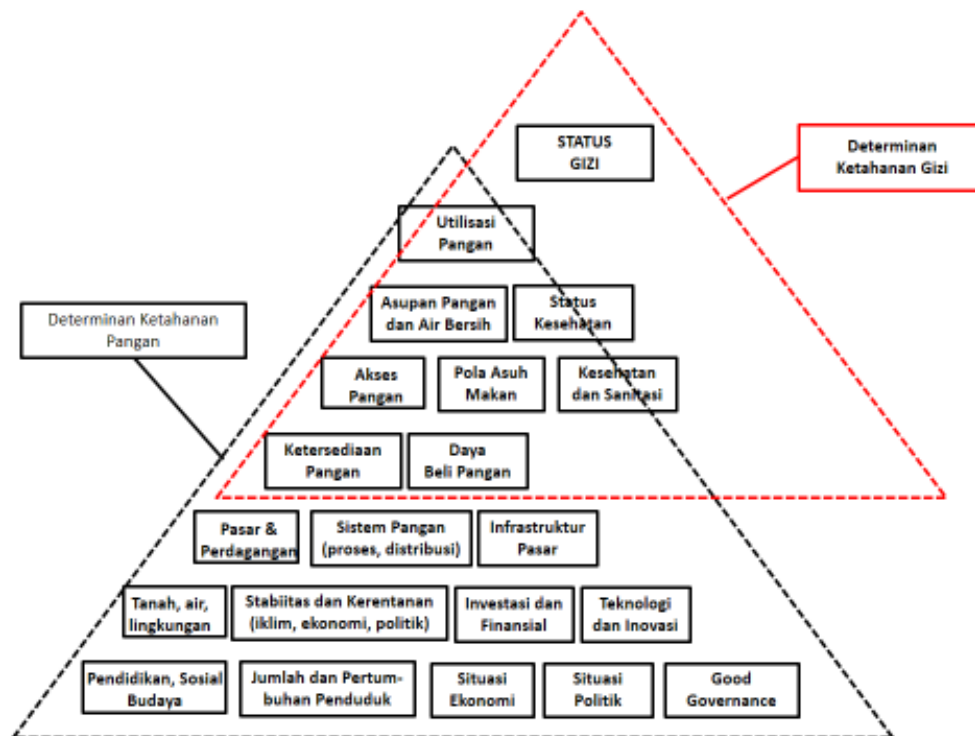 STATUS
GIZI
Determinan
Ketahanan Gizi
Utilisasi
Pangan
Determinan Ketahanan
Pangan
Asupan Pangan
dan Air Bersih
Status
Kesehatan
Akses
Pangan
Pola Asuh
Makan
Kesehatan
dan Sanitasi
Ketersediaan
Pangan
Daya
Beli Pangan
Pasar &
Perdagangan
Sistem Pangan
(proses, distribusi)
Infrastruktur
Pasar
Tanah, air,
lingkungan
Stabiitas dan Kerentanan
(iklim, ekonomi, politik)
Investasi dan
Finansial
Teknologi
dan Inovasi
Pendidikan, Sosial
Budaya
Jumlah dan Pertum-
buhan Penduduk
Situasi
Ekonomi
Situasi
Politik
Good
Governance